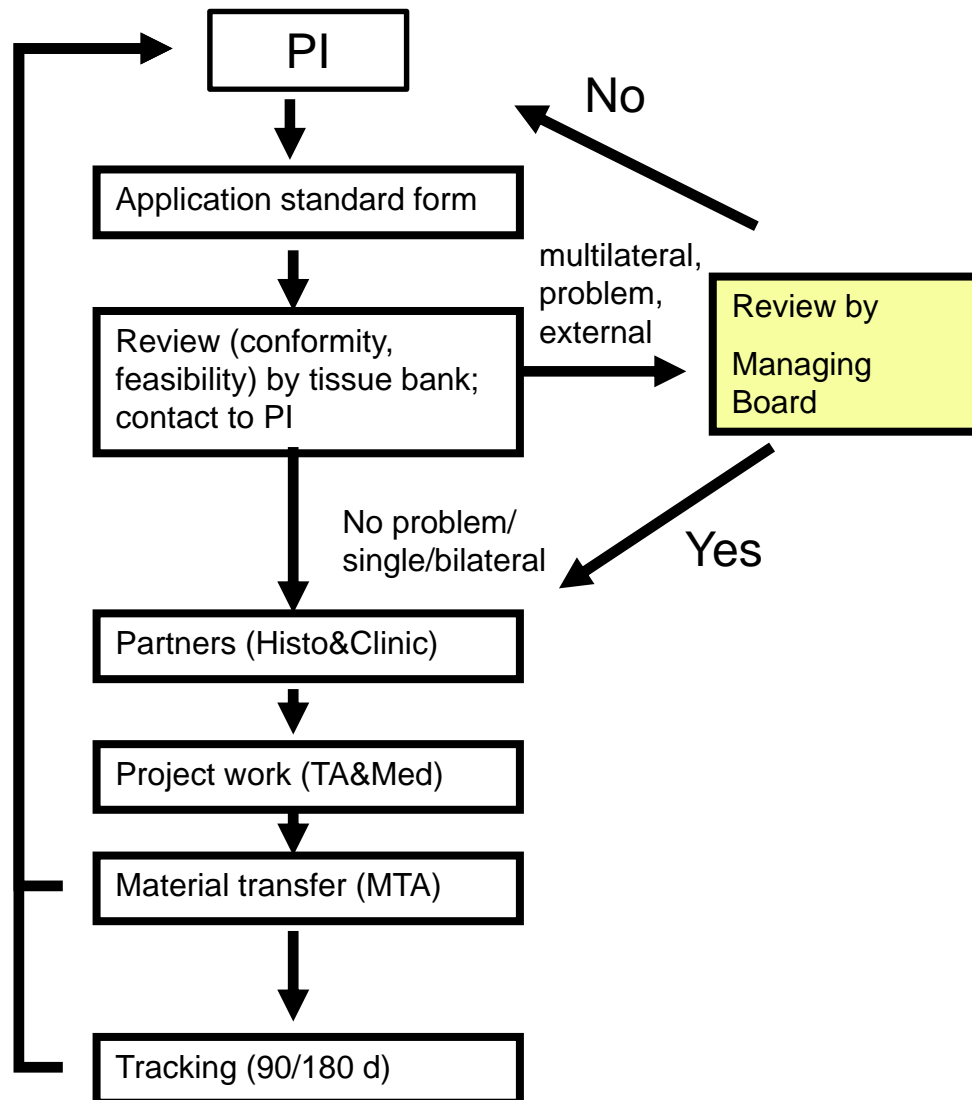 PI
No
Application standard form
multilateral,
problem,
external
Review by
Managing
Board
Review (conformity,
feasibility) by tissue bank;
contact to PI
No problem/
single/bilateral
Yes
Partners (Histo&Clinic)
Project work (TA&Med)
Material transfer (MTA)
Tracking (90/180 d)